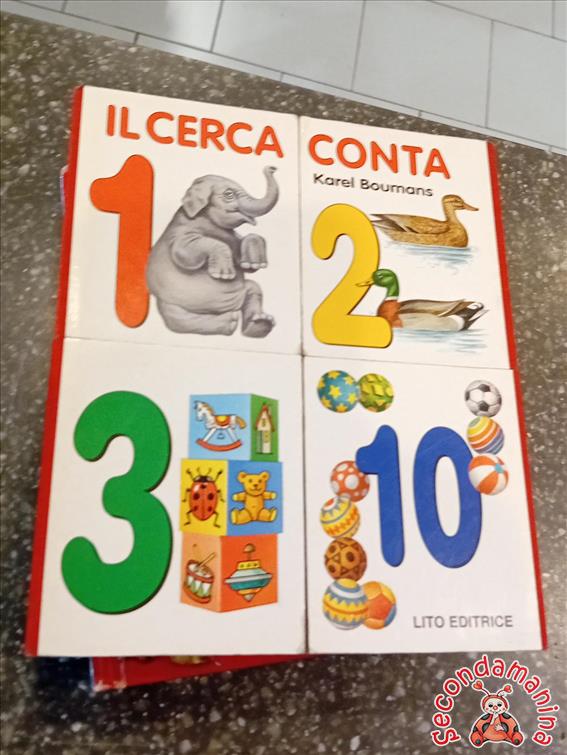 IL CERCA CONTA
Karel Boumans
1
2
3
10
LITO EDITRICE
secondamanina